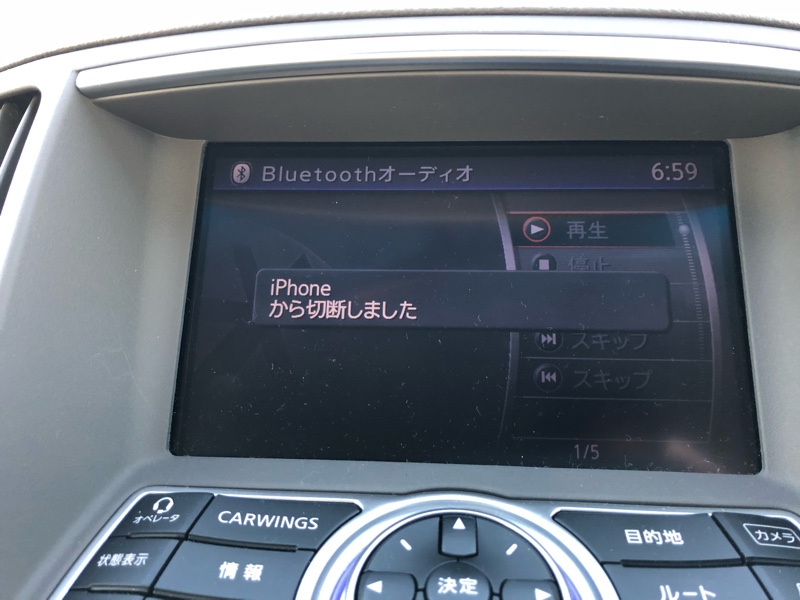 Bluetoothオーディオ 6:59
再生
停止
iPhone
から切断しました
スキップ
スキップ
1/5
オペレータ
CARWINGS
目的地
カメラ
状態表示
情報
決定
ルート